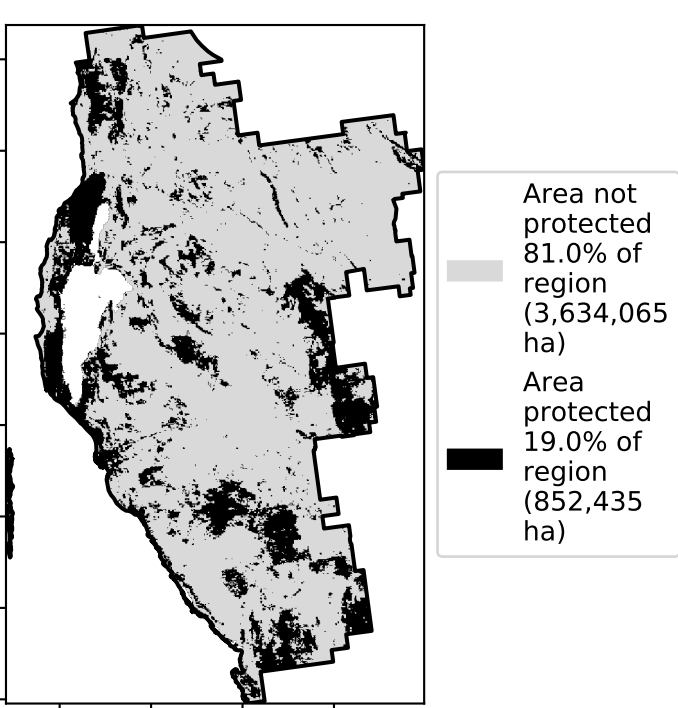 Area not
protected
81.0% of
region
(3,634,065
ha)
Area
protected
19.0% of
region
(852,435
ha)